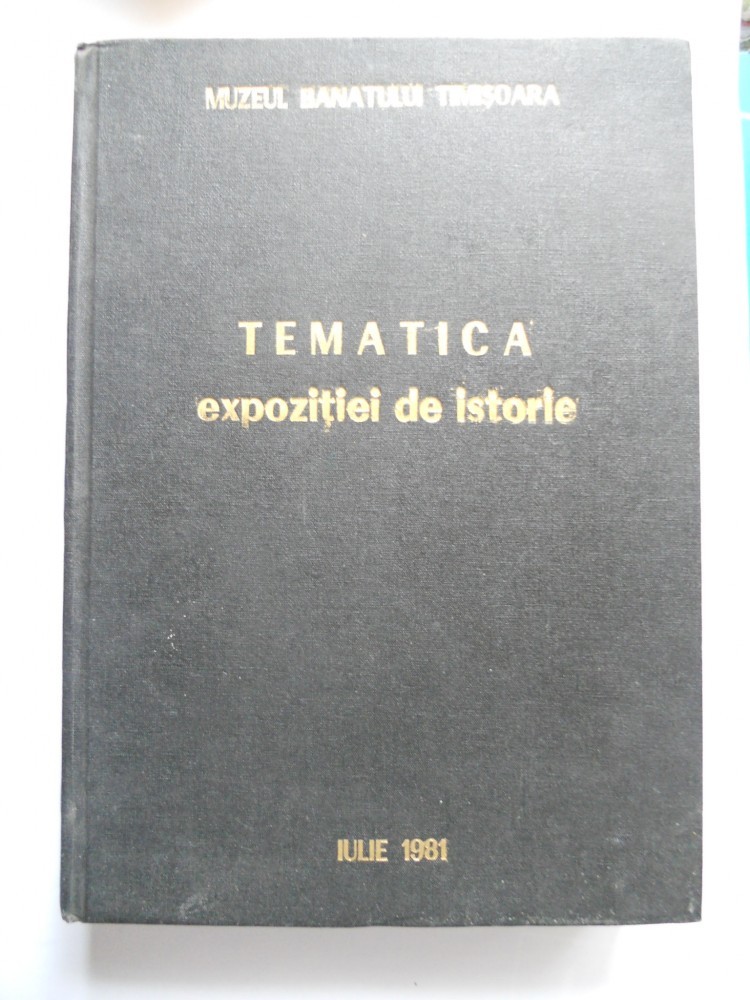 MUZEUL BANATULUI TIMIȘOARA
TEMATICA
expoziției de istorie
IULIE 1981